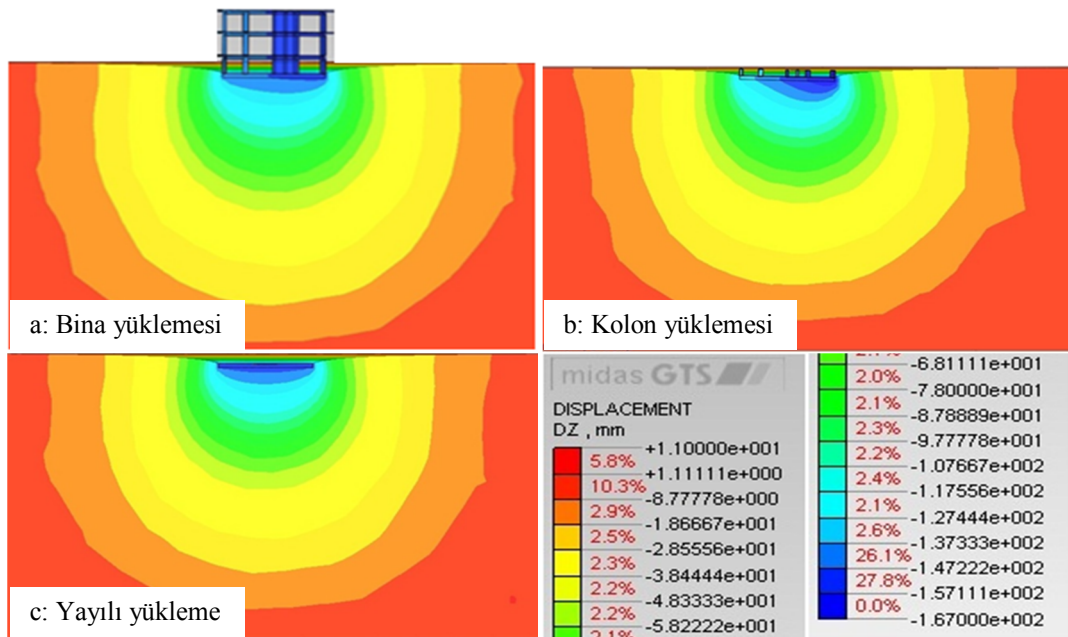 a: Bina yüklemesi
b: Kolon yüklemesi
c: Yayılı yükleme
midas GTS
DISPLACEMENT
DZ , mm
+1.10000e+001
5.8%
+1.11111e+000
10.3%
-8.77778e+000
2.9%
-1.86667e+001
2.5%
-2.85556e+001
2.3%
-3.84444e+001
2.2%
-4.83333e+001
2.2%
-5.82222e+001
2.1%
-6.81111e+001
2.0%
-7.80000e+001
2.1%
-8.78889e+001
2.3%
-9.77778e+001
2.2%
-1.07667e+002
2.4%
-1.17556e+002
2.1%
-1.27444e+002
2.6%
-1.37333e+002
26.1%
-1.47222e+002
27.8%
-1.57111e+002
0.0%
-1.67000e+002